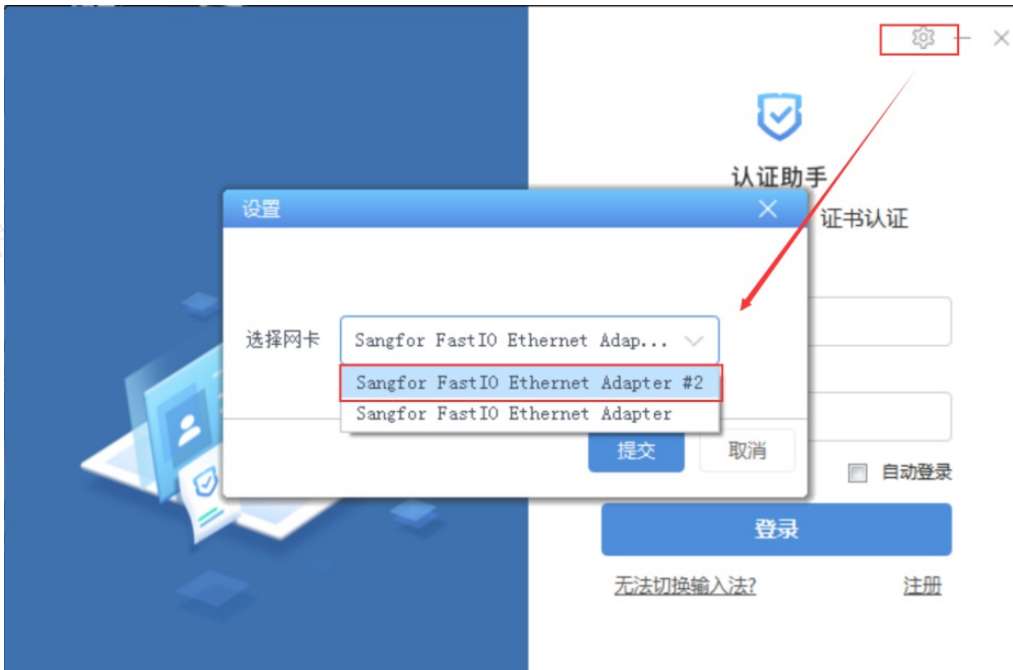 认证助手
设置
证书认证
选择网卡
Sangfor FastIO Ethernet Adap...
Sangfor FastIO Ethernet Adapter #2
Sangfor FastIO Ethernet Adapter
提交
取消
自动登录
登录
无法切换输入法?
注册